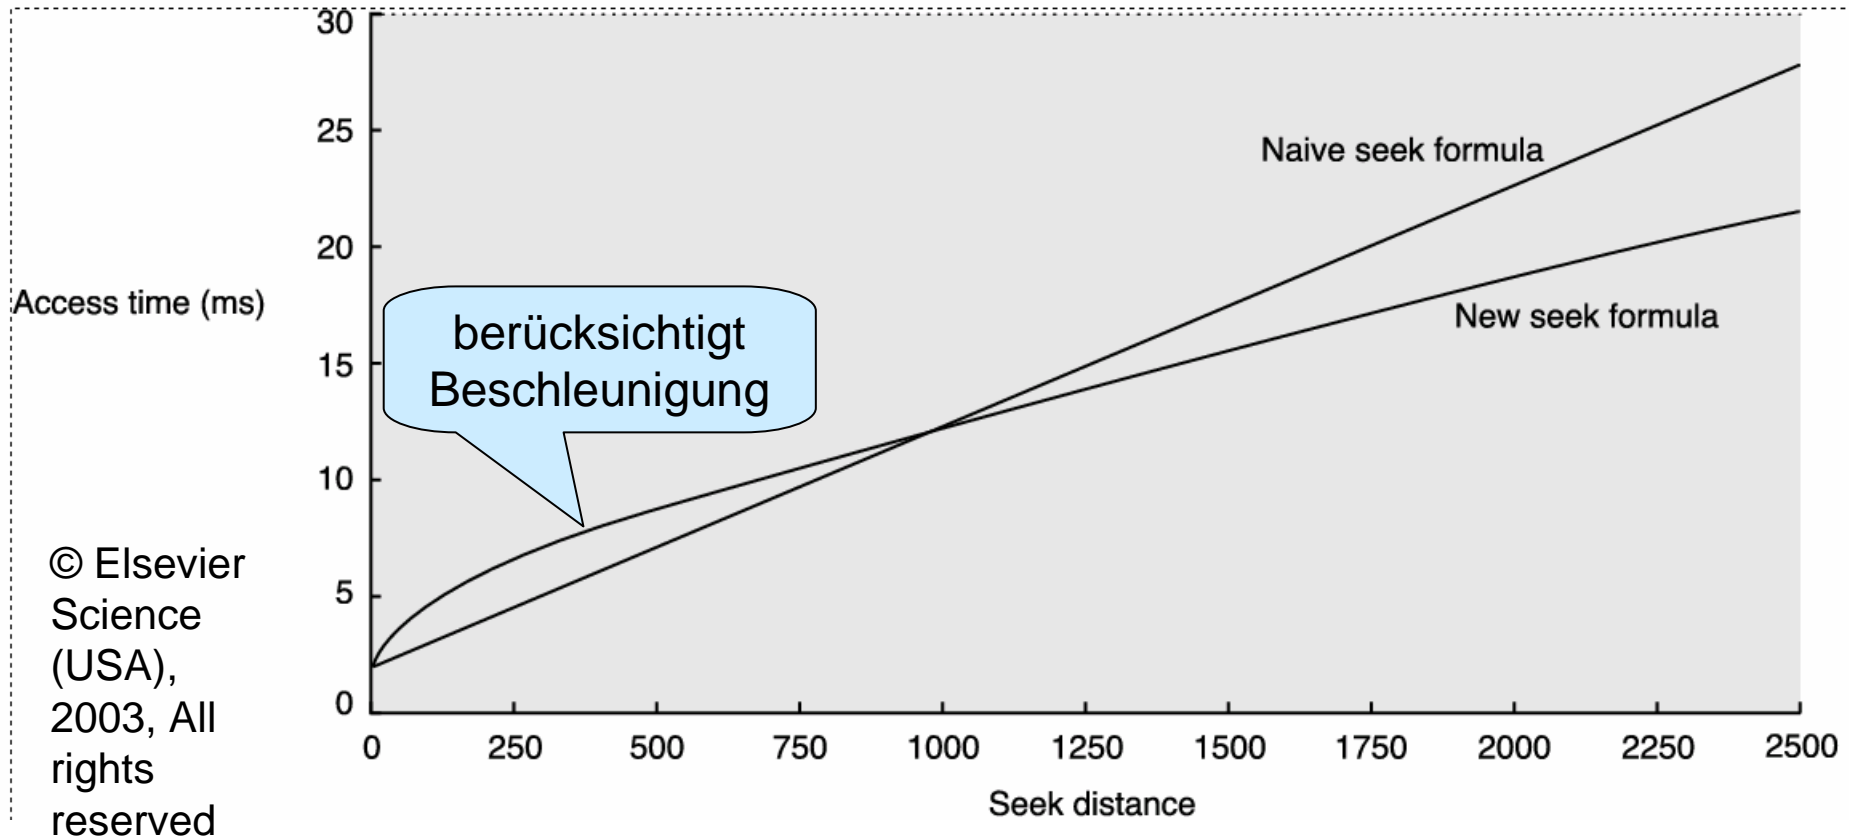 30
25
20
15
10
5
0
Access time (ms)
Naive seek formula
New seek formula
berücksichtigt
Beschleunigung
© Elsevier
Science
(USA),
2003, All
rights
reserved
0 250 500 750 1000 1250 1500 1750 2000 2250 2500
Seek distance